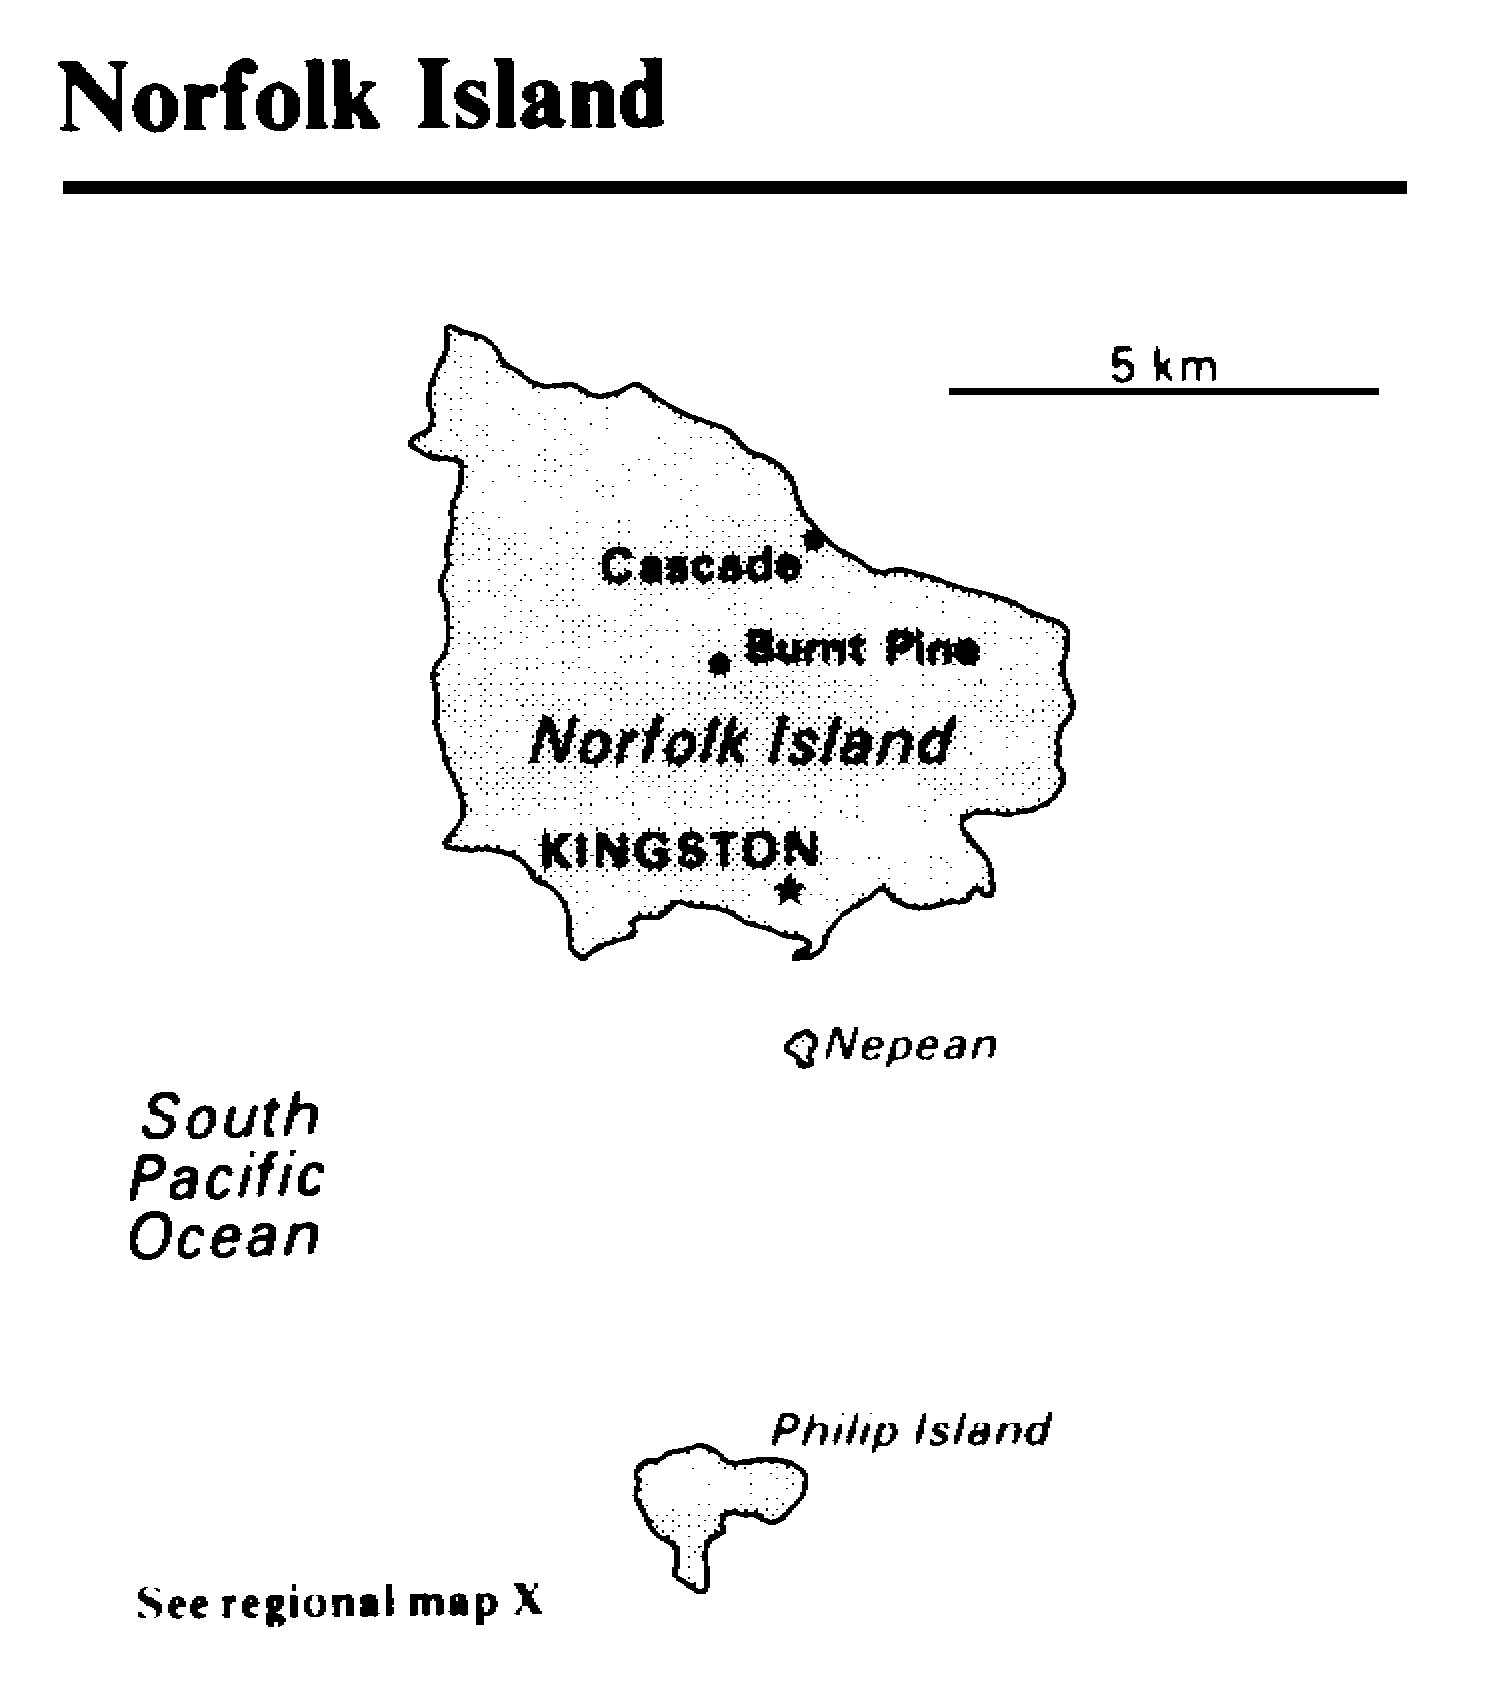 Norfolk Island
5 km
Cascade
Burnt Pine
Norfolk Island
KINGSTON
Nepean
South
Pacific
Ocean
Philip Island
See regional map X